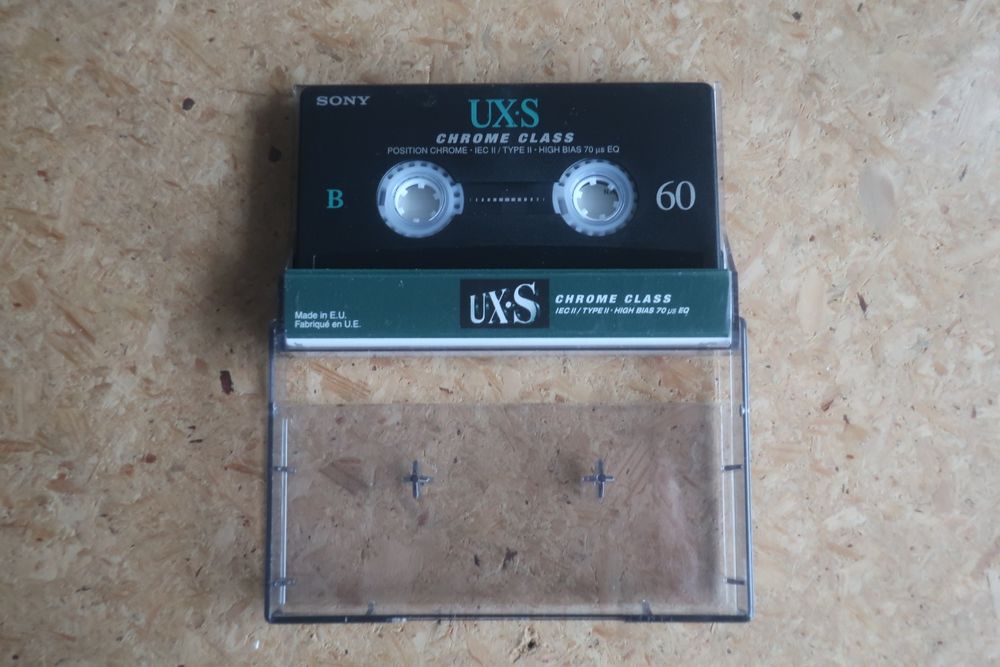 SONY
UX·S
CHROME CLASS
POSITION CHROME · IEC II / TYPE II · HIGH BIAS 70 µs EQ
B
60
UX·S
CHROME CLASS
IEC II / TYPE II · HIGH BIAS 70 µs EQ
Made in E.U.
Fabriqué en U.E.